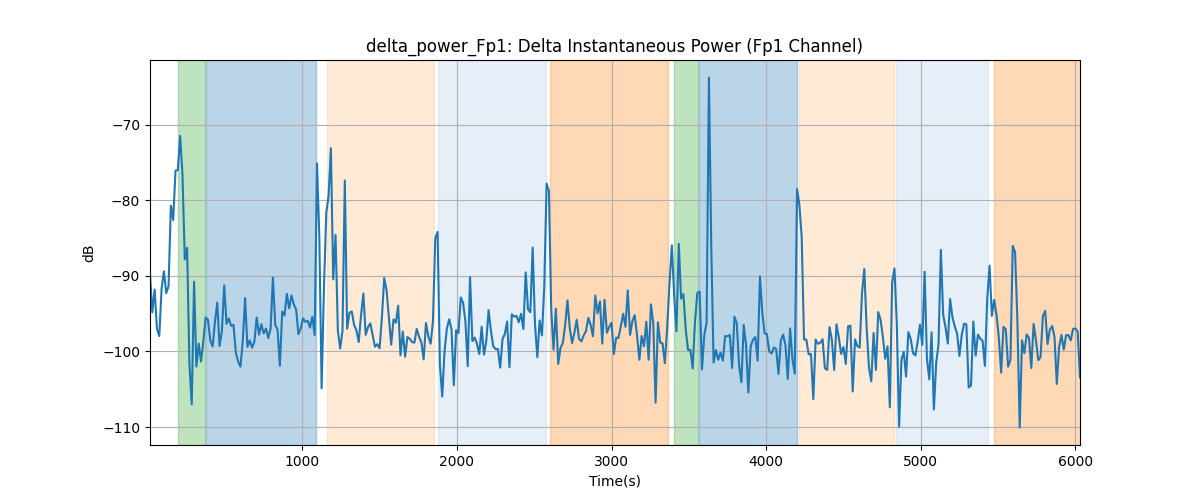 delta_power_Fp1: Delta Instantaneous Power (Fp1 Channel)
dB
−70
−80
−90
−100
−110
1000 2000 3000 4000 5000 6000
Time(s)